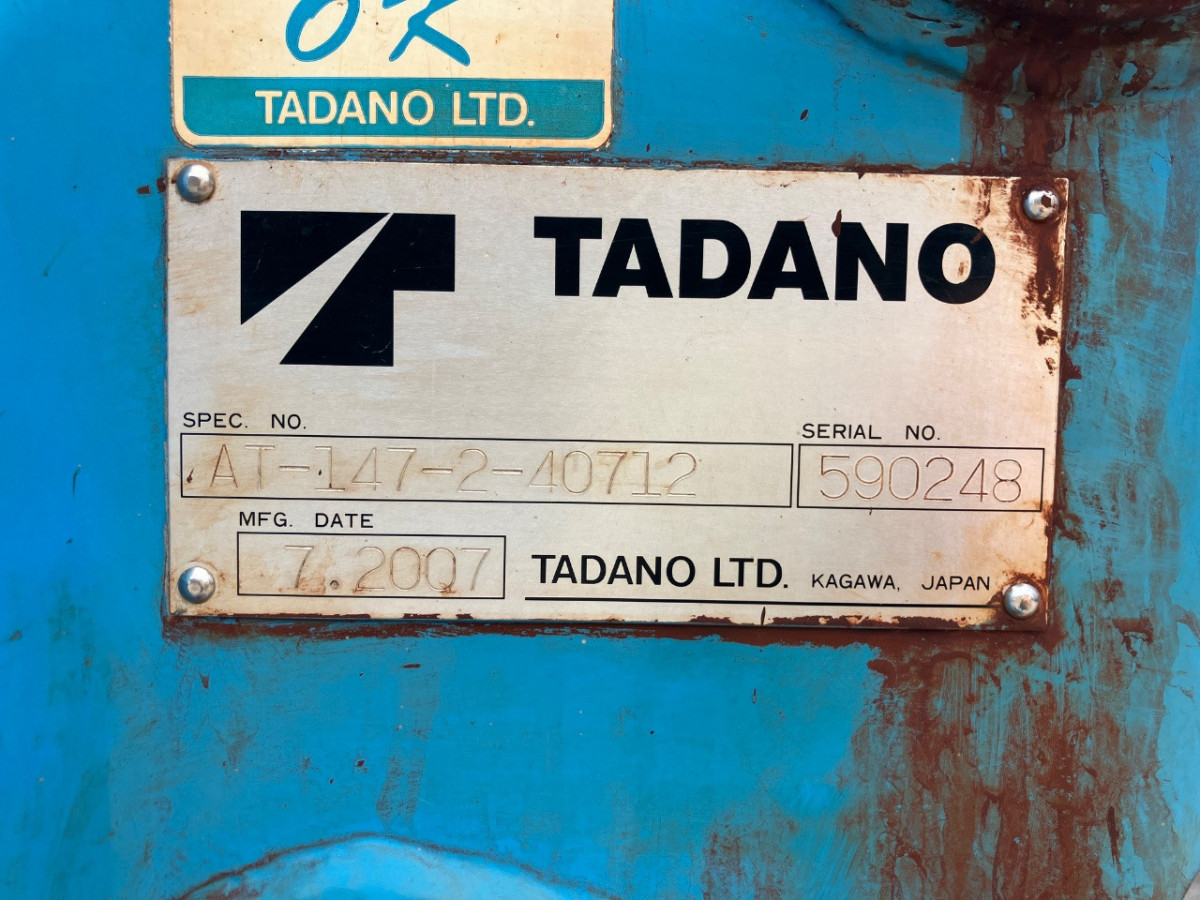 OK
TADANO LTD.
TADANO
SPEC. NO.
SERIAL NO.
AT-147-2-40712
590248
MFG. DATE
7.2007
TADANO LTD. KAGAWA, JAPAN